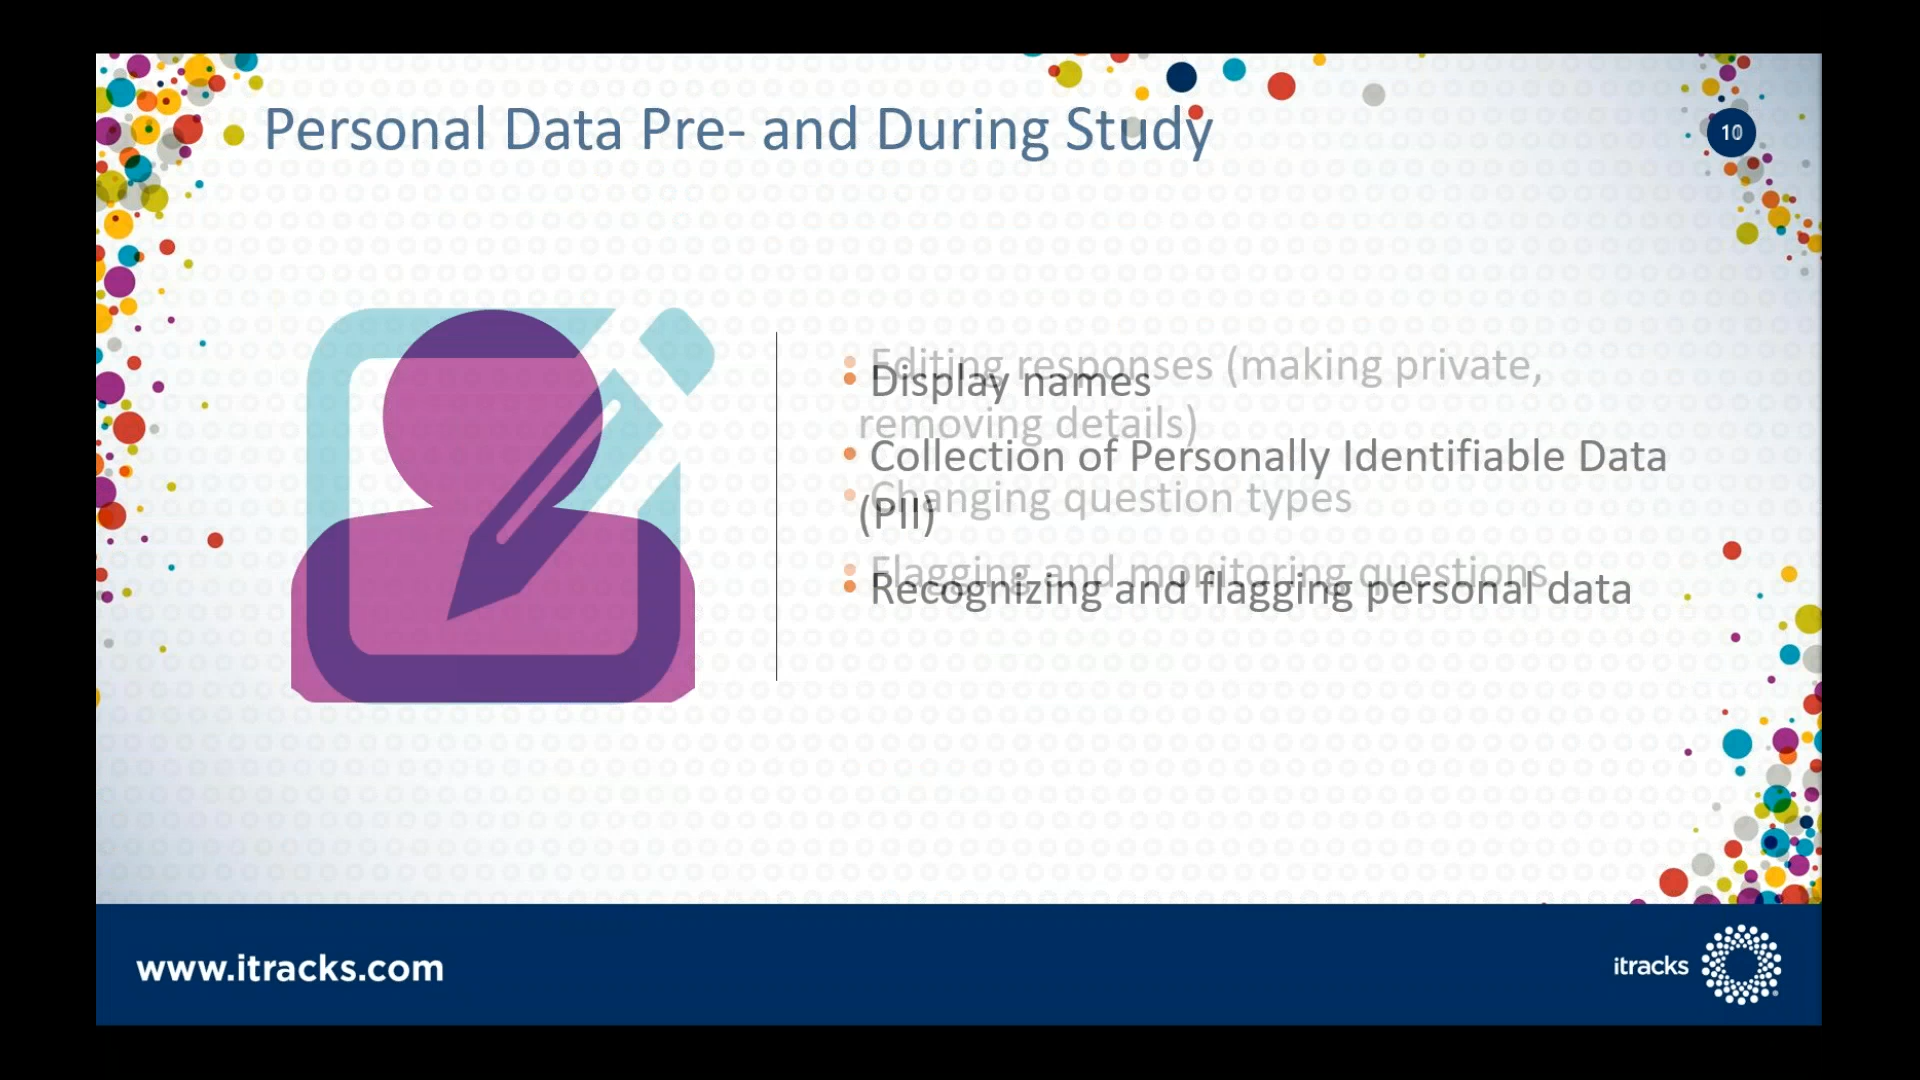 Personal Data Pre- and During Study
10
• Editing responses (making private,
removing details)
• Changing question types
• Flagging and monitoring questions
• Display names
• Collection of Personally Identifiable Data
(PII)
• Recognizing and flagging personal data
www.itracks.com
itracks